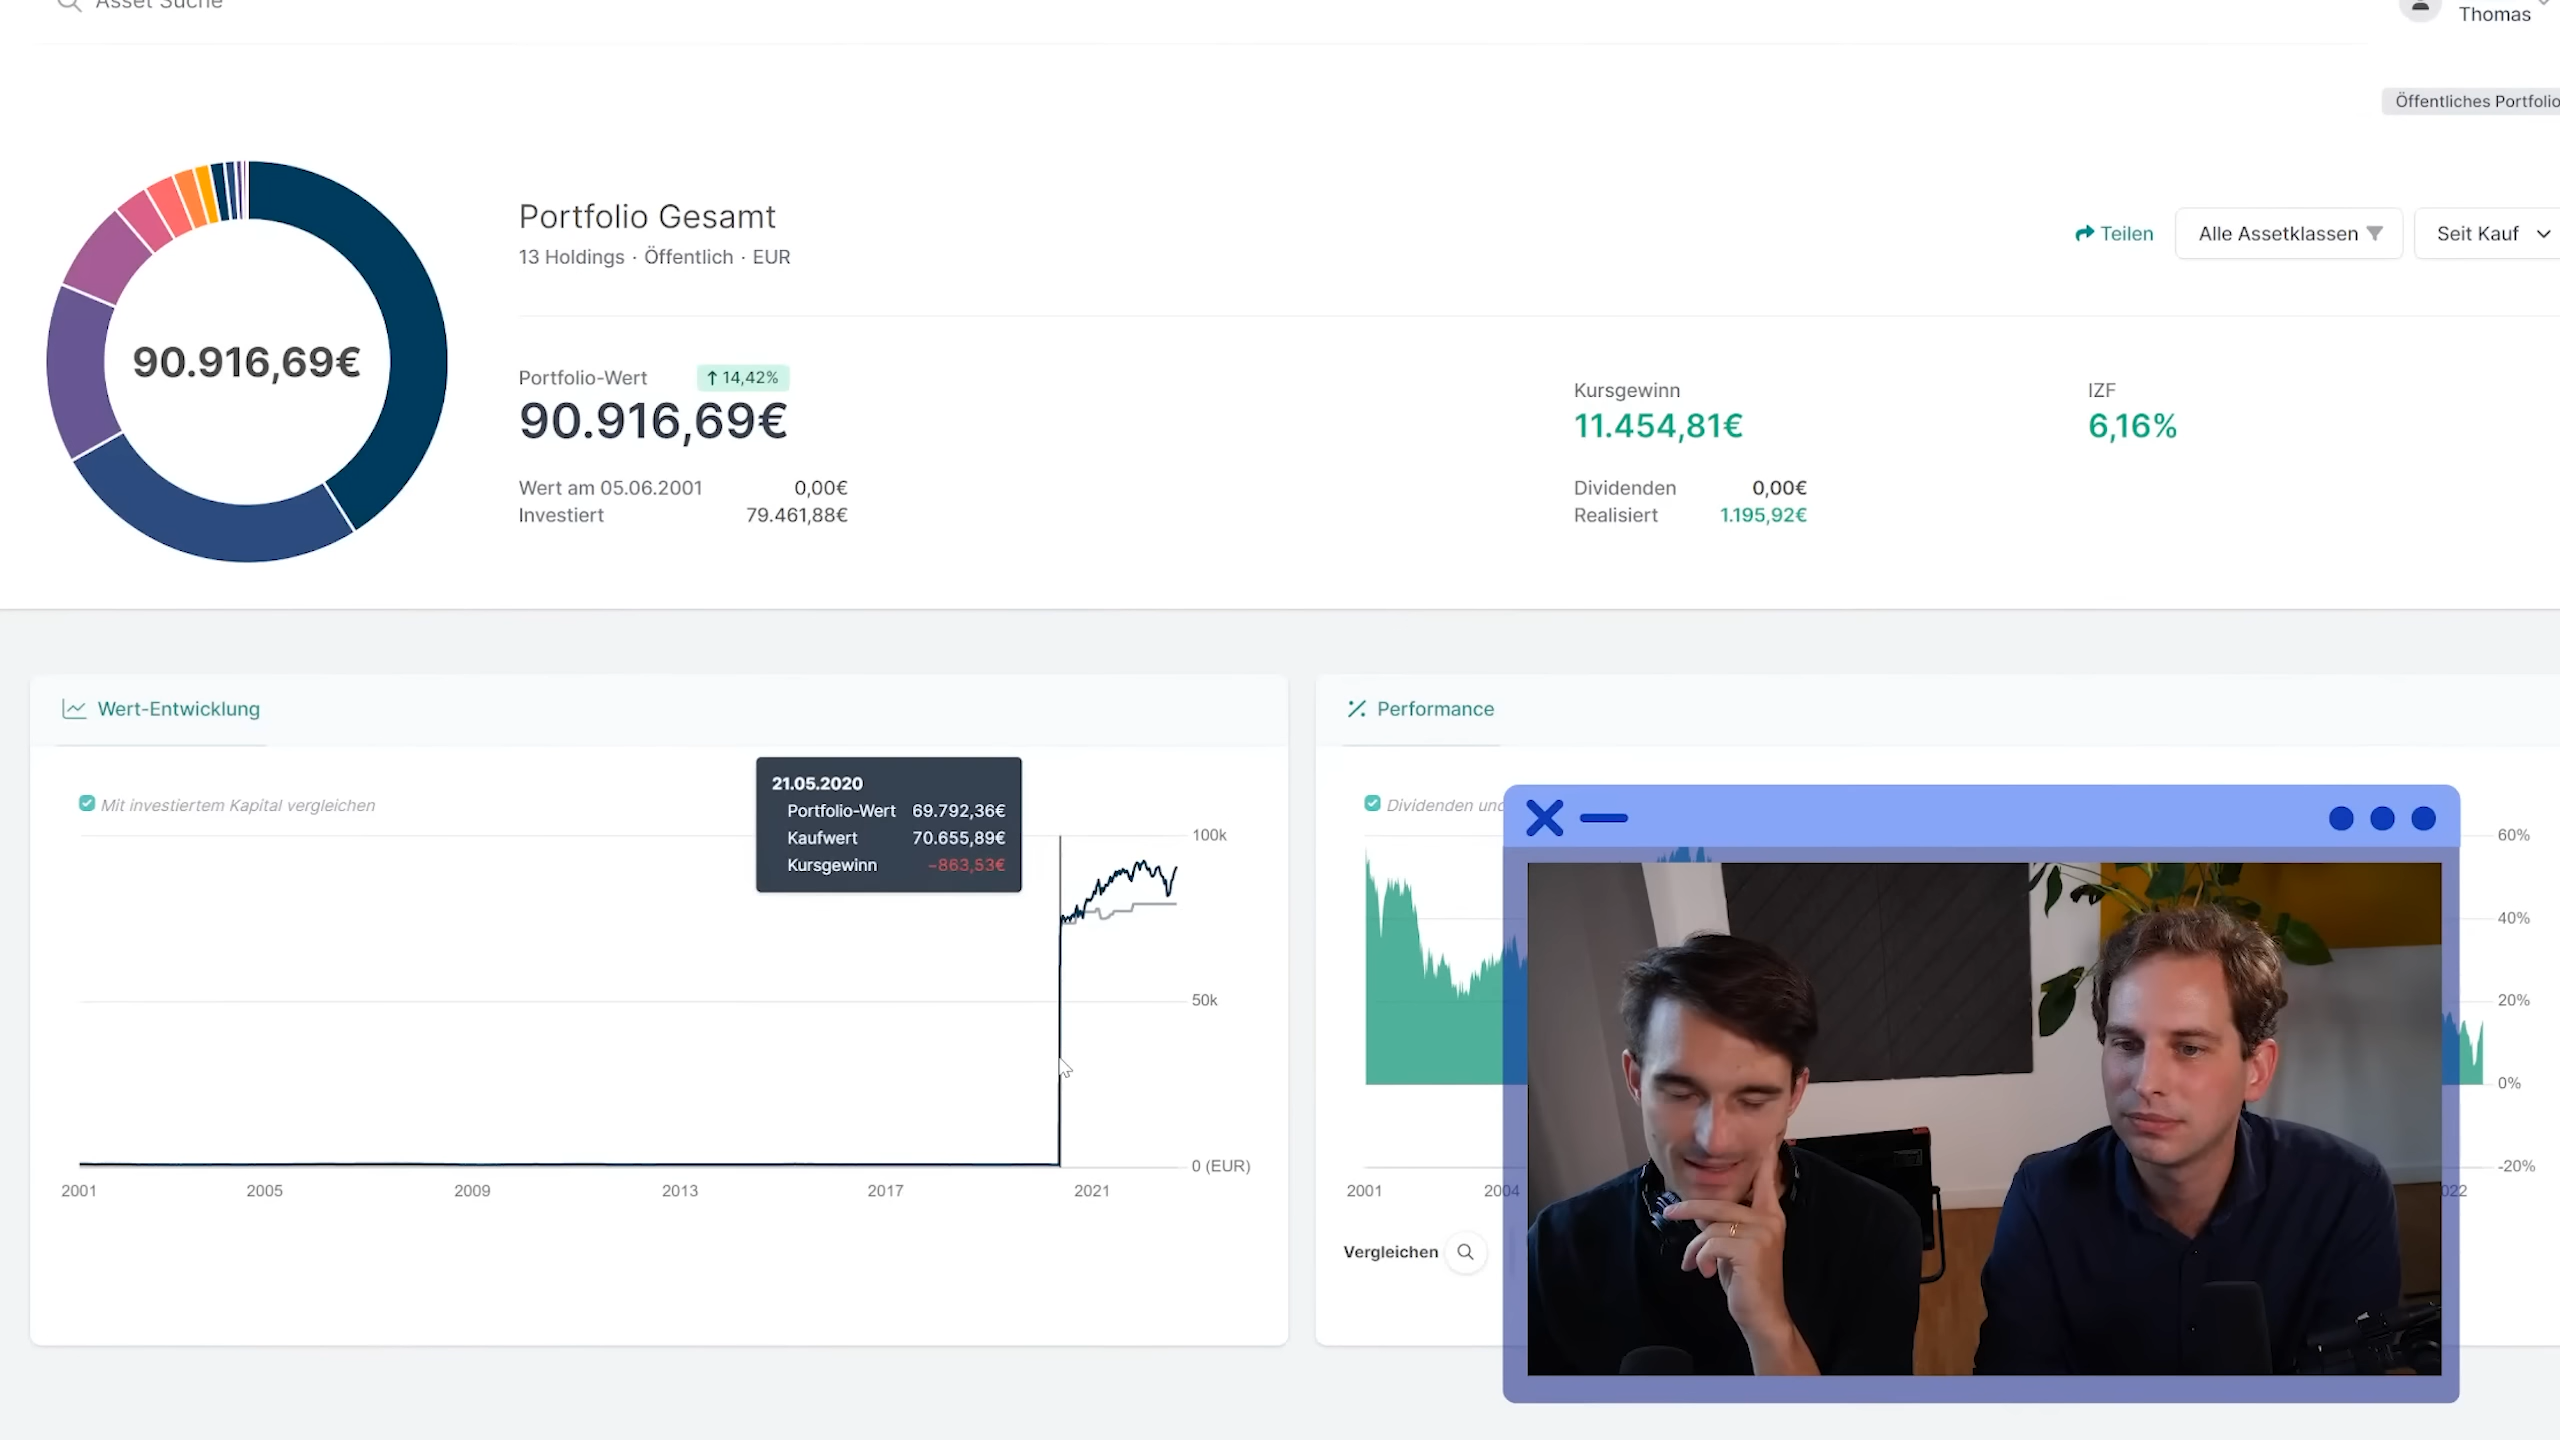 Asset Suche
Thomas
Öffentliches Portfolio
Portfolio Gesamt
13 Holdings · Öffentlich · EUR
Teilen
Alle Assetklassen
Seit Kauf
90.916,69€
Portfolio-Wert
↑ 14,42%
90.916,69€
Wert am 05.06.2001 0,00€
Investiert 79.461,88€
Kursgewinn
11.454,81€
Dividenden 0,00€
Realisiert 1.195,92€
IZF
6,16%
Wert-Entwicklung
Mit investiertem Kapital vergleichen
21.05.2020
Portfolio-Wert 69.792,36€
Kaufwert 70.655,89€
Kursgewinn -863,53€
100k
50k
0 (EUR)
2001 2005 2009 2013 2017 2021
Performance
Dividenden und
60%
40%
20%
0%
-20%
2001 2004 022
Vergleichen